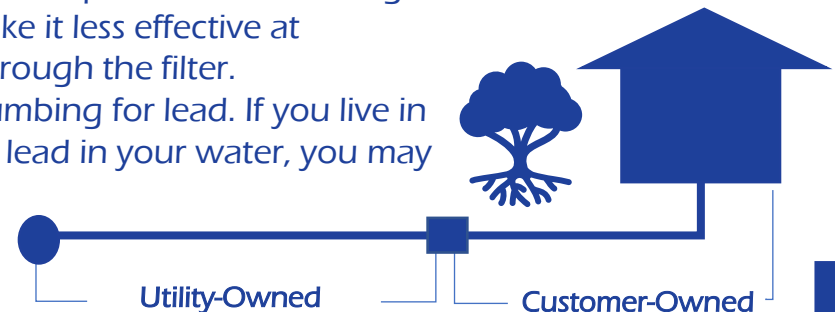 ke it less effective at
rough the filter.
umbing for lead. If you live in
lead in your water, you may
Utility-Owned
Customer-Owned